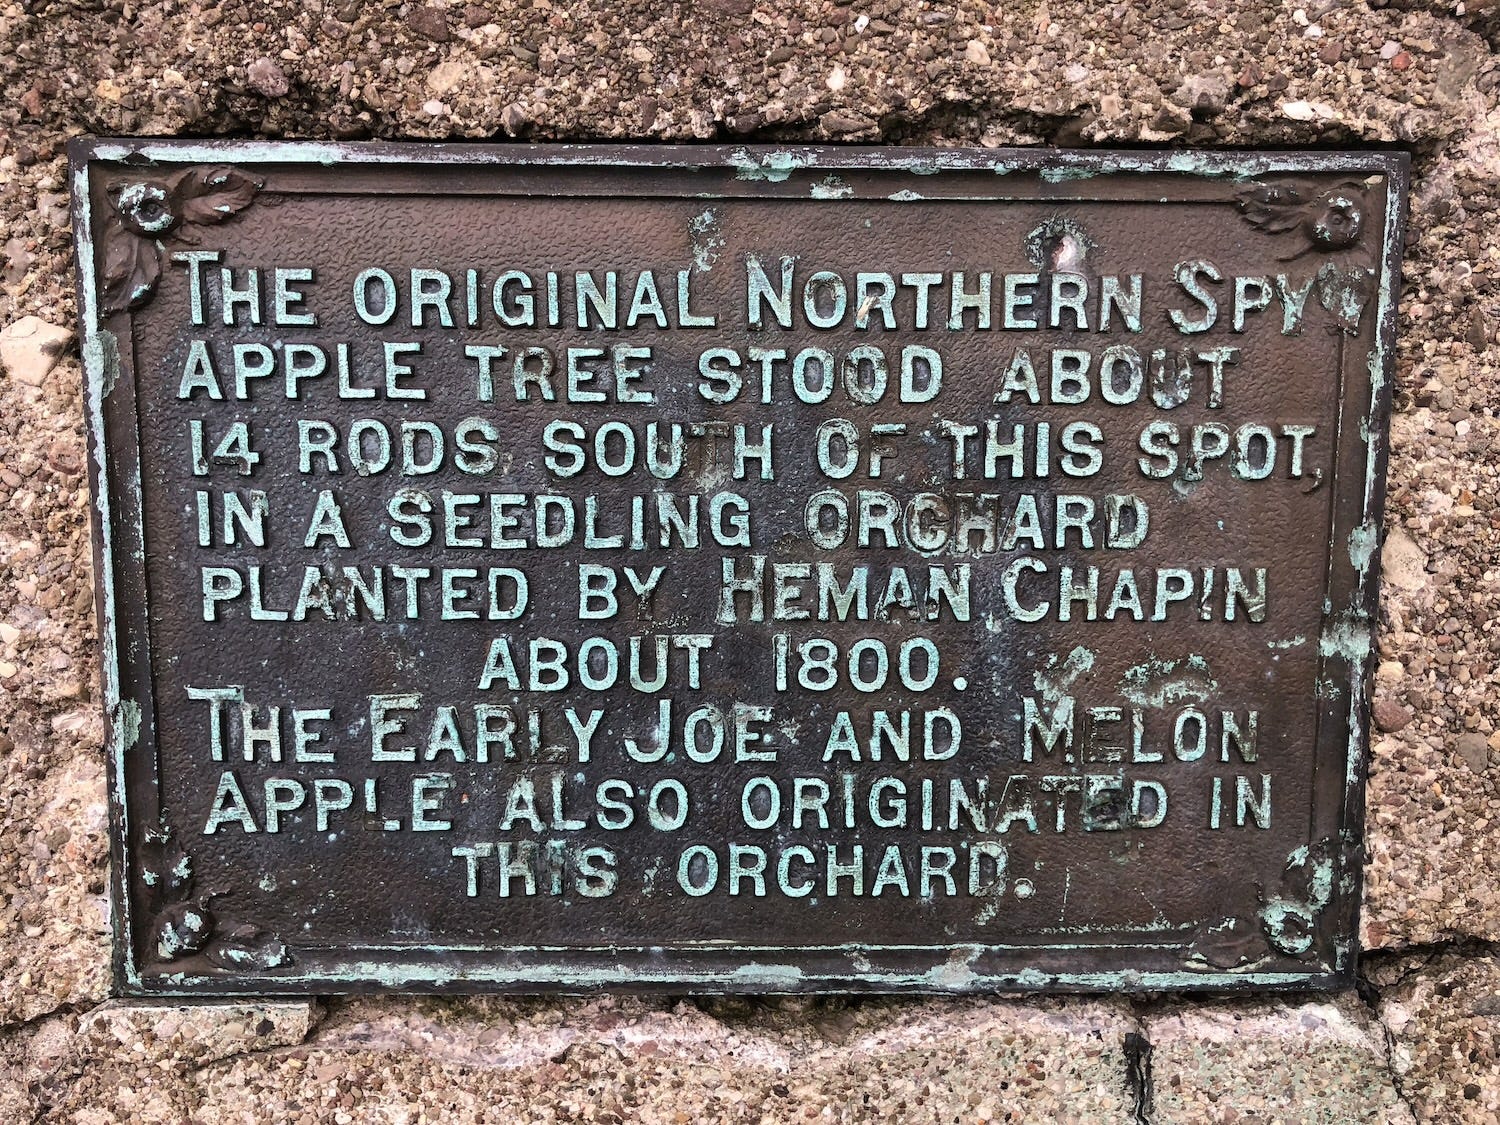 THE ORIGINAL NORTHERN SPY
APPLE TREE STOOD ABOUT
14 RODS SOUTH OF THIS SPOT,
IN A SEEDLING ORCHARD
PLANTED BY HEMAN CHAPIN
ABOUT 1800.
THE EARLY JOE AND MELON
APPLE ALSO ORIGINATED IN
THIS ORCHARD.